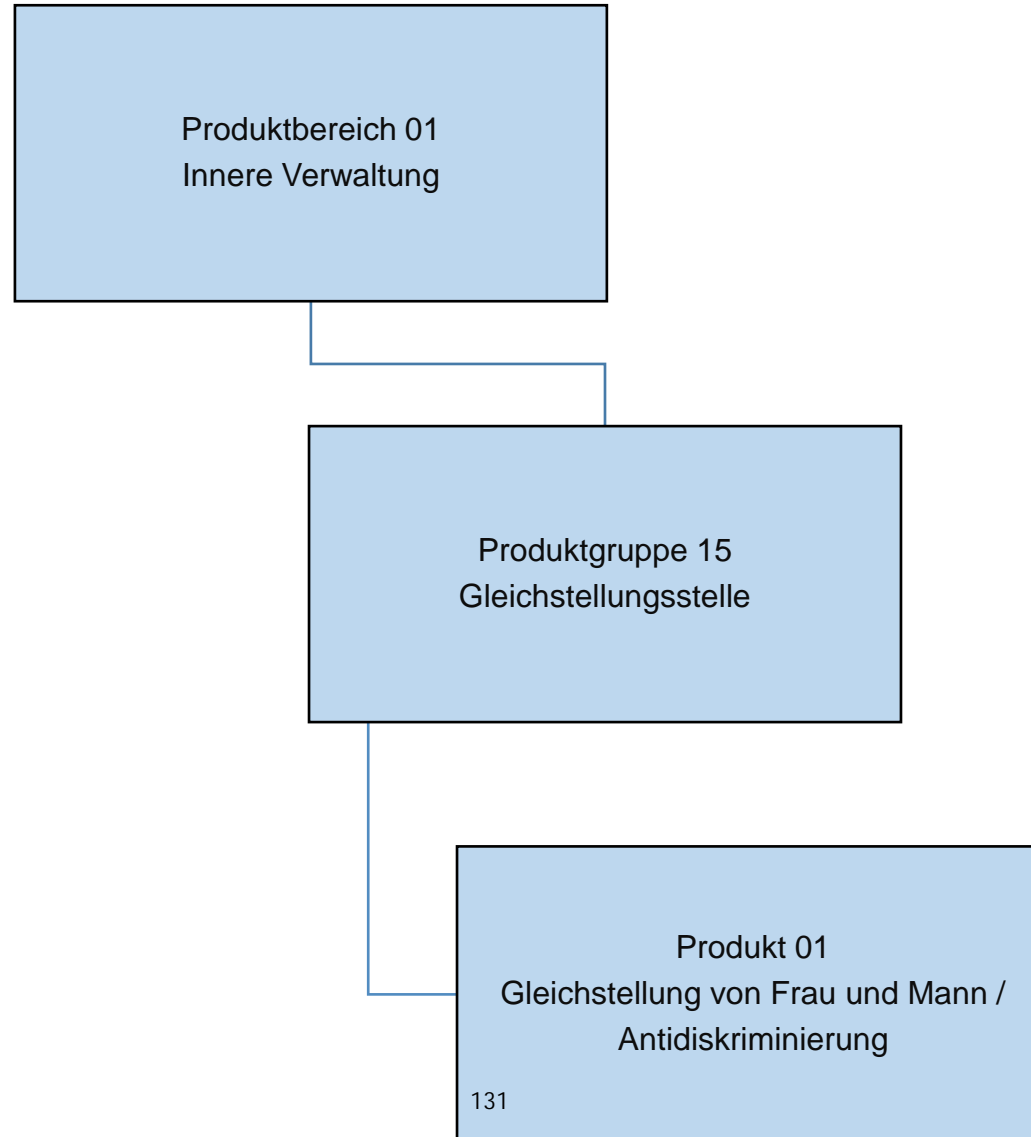 Produktbereich 01
Innere Verwaltung
Produktgruppe 15
Gleichstellungsstelle
Produkt 01
Gleichstellung von Frau und Mann /
Antidiskriminierung
131